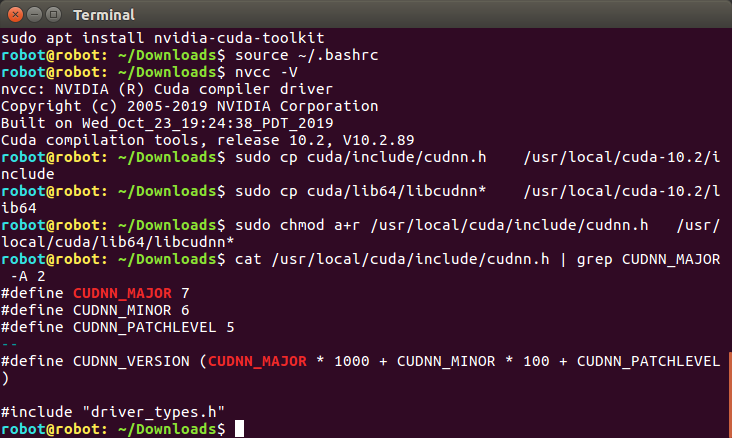 Terminal
sudo apt install nvidia-cuda-toolkit
robot@robot: ~/Downloads$ source ~/.bashrc
robot@robot: ~/Downloads$ nvcc -V
nvcc: NVIDIA (R) Cuda compiler driver
Copyright (c) 2005-2019 NVIDIA Corporation
Built on Wed_Oct_23_19:24:38_PDT_2019
Cuda compilation tools, release 10.2, V10.2.89
robot@robot: ~/Downloads$ sudo cp cuda/include/cudnn.h    /usr/local/cuda-10.2/i
nclude
robot@robot: ~/Downloads$ sudo cp cuda/lib64/libcudnn*    /usr/local/cuda-10.2/l
ib64
robot@robot: ~/Downloads$ sudo chmod a+r /usr/local/cuda/include/cudnn.h   /usr/
local/cuda/lib64/libcudnn*
robot@robot: ~/Downloads$ cat /usr/local/cuda/include/cudnn.h | grep CUDNN_MAJOR
 -A 2
#define CUDNN_MAJOR 7
#define CUDNN_MINOR 6
#define CUDNN_PATCHLEVEL 5
--
#define CUDNN_VERSION (CUDNN_MAJOR * 1000 + CUDNN_MINOR * 100 + CUDNN_PATCHLEVEL
)

#include "driver_types.h"
robot@robot: ~/Downloads$